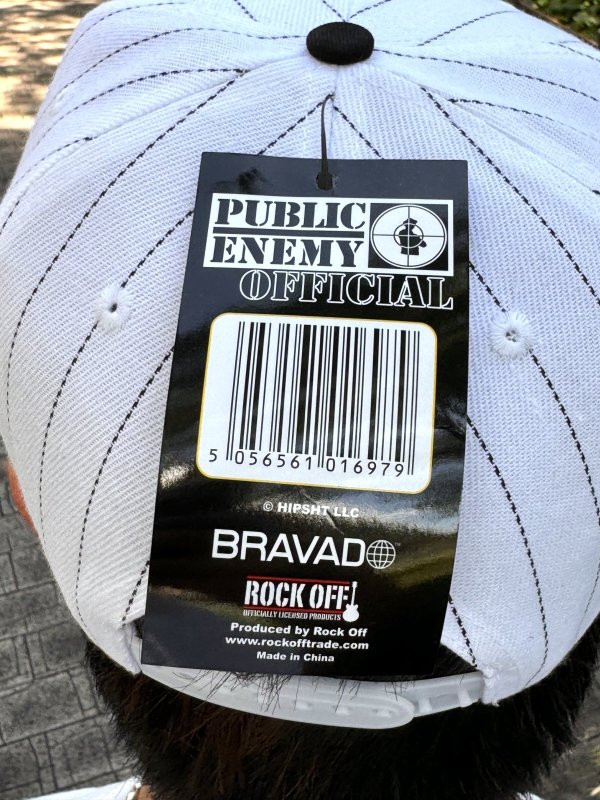 PUBLIC
ENEMY
OFFICIAL
5 056561 016979
© HIPSHT LLC
BRAVADO™
ROCK OFF!
OFFICIALLY LICENSED PRODUCTS
Produced by Rock Off
www.rockofftrade.com
Made in China